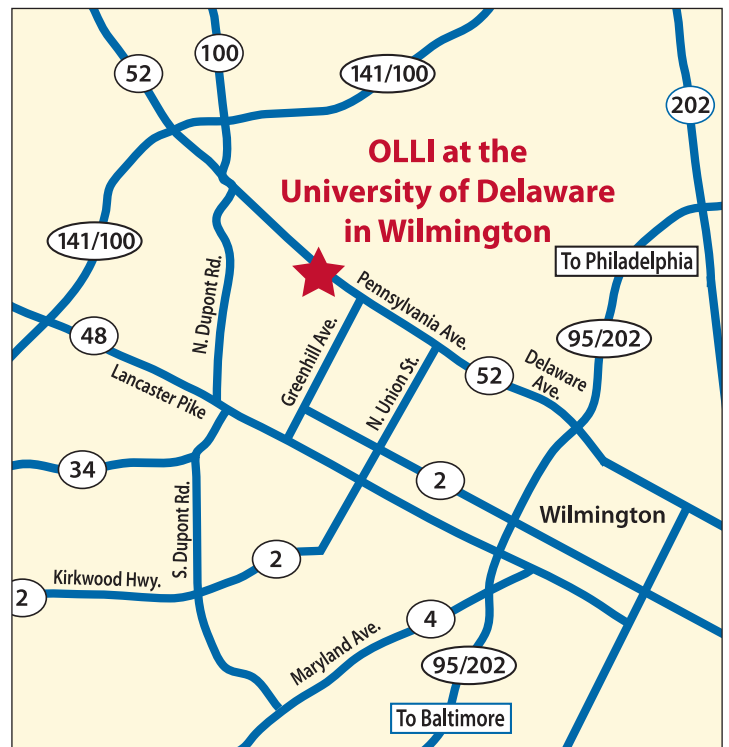 100
52
141/100
202
OLLI at the
University of Delaware
in Wilmington
141/100
To Philadelphia
N. Dupont Rd.
Pennsylvania Ave.
48
95/202
Greenhill Ave.
Lancaster Pike
N. Union St.
52
Delaware
Ave.
34
2
S. Dupont Rd.
Wilmington
2
Kirkwood Hwy.
2
4
Maryland Ave.
95/202
To Baltimore